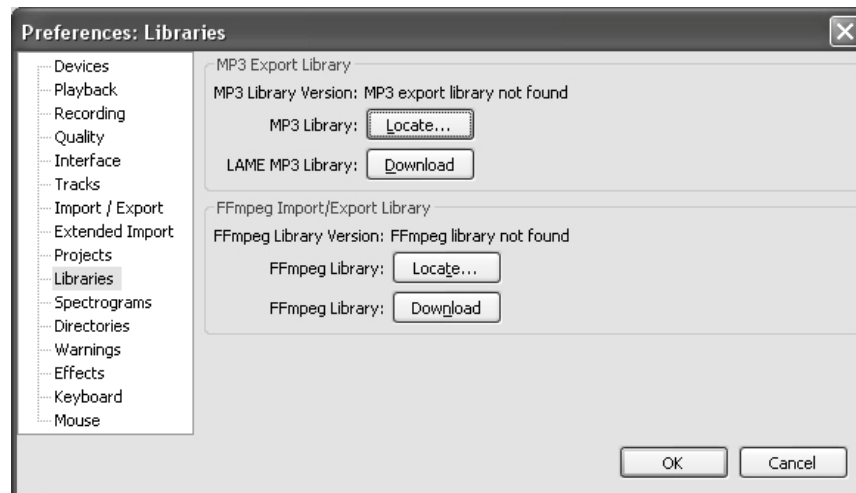 Preferences: Libraries
Devices
Playback
Recording
Quality
Interface
Tracks
Import / Export
Extended Import
Projects
Libraries
Spectrograms
Directories
Warnings
Effects
Keyboard
Mouse
MP3 Export Library
MP3 Library Version: MP3 export library not found
MP3 Library: Locate...
LAME MP3 Library: Download
FFmpeg Import/Export Library
FFmpeg Library Version: FFmpeg library not found
FFmpeg Library: Locate...
FFmpeg Library: Download
OK Cancel